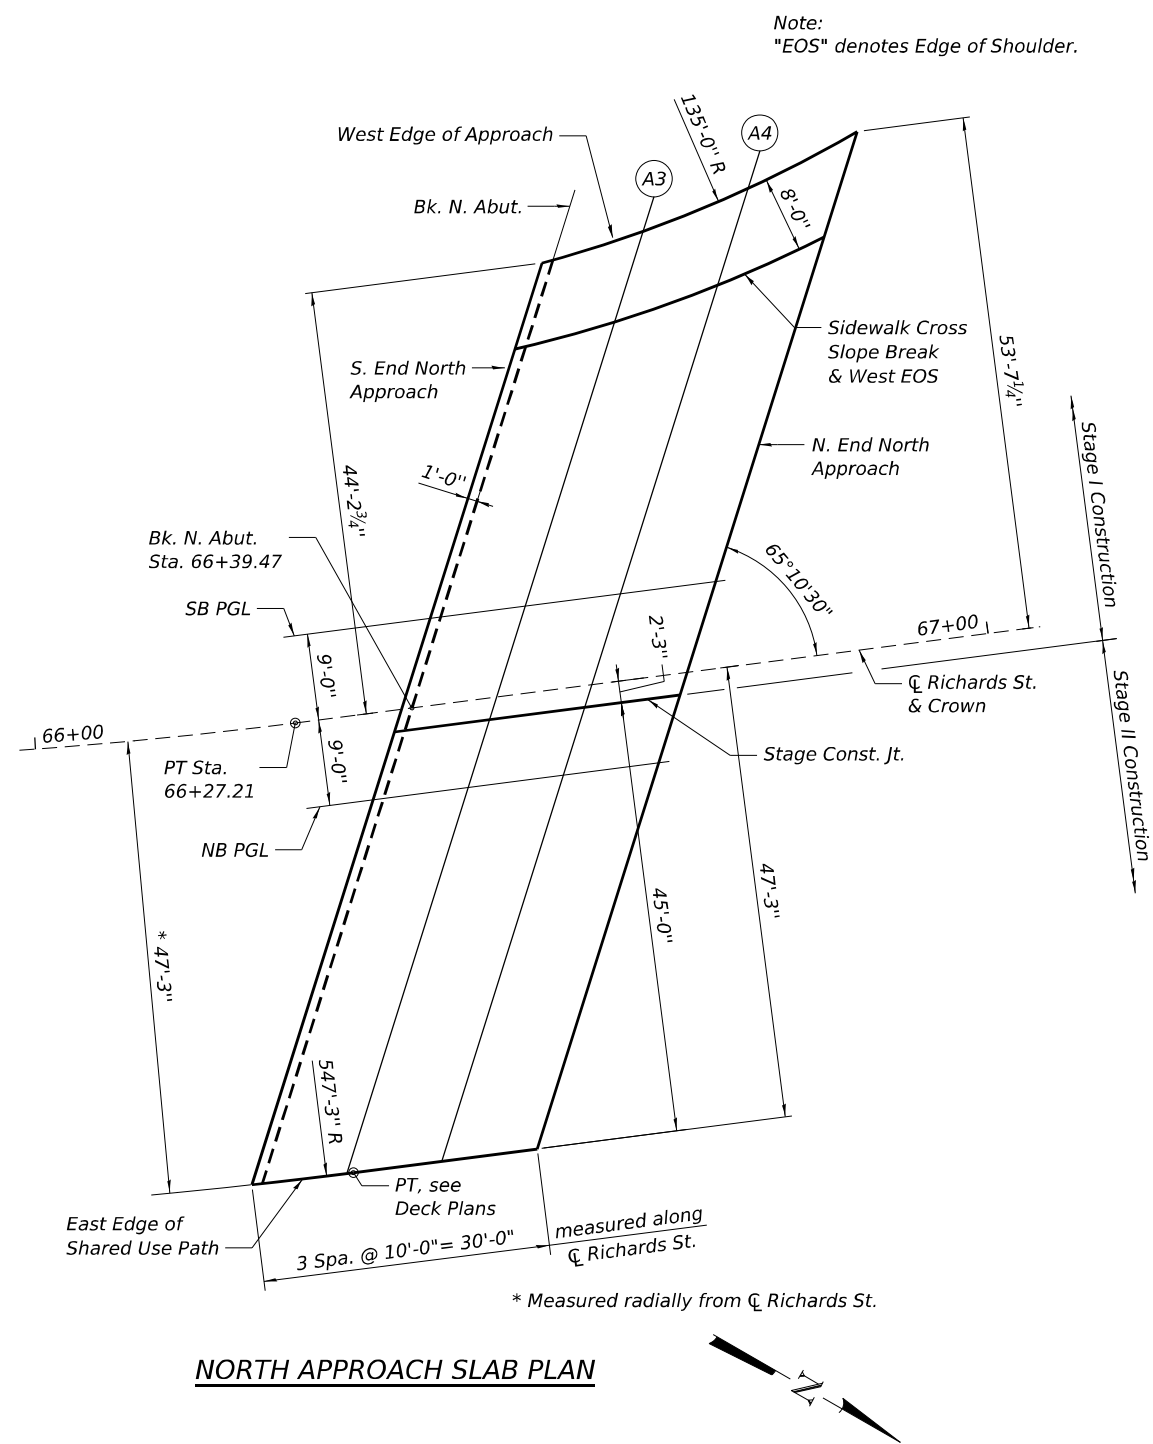 Note:
"EOS" denotes Edge of Shoulder.
135'-0" R
A4
West Edge of Approach
A3
8'-0"
Bk. N. Abut.
Sidewalk Cross
Slope Break
& West EOS
S. End North
Approach
53'-7¼"
N. End North
Approach
1'-0"
44'-2¾"
Stage I Construction
Bk. N. Abut.
Sta. 66+39.47
65°10'30"
SB PGL
2'-3"
67+00
9'-0"
℄ Richards St.
& Crown
66+00
9'-0"
Stage Const. Jt.
Stage II Construction
PT Sta.
66+27.21
NB PGL
47'-3"
45'-0"
* 47'-3"
547'-3" R
PT, see
Deck Plans
East Edge of
Shared Use Path
3 Spa. @ 10'-0"= 30'-0"
measured along
℄ Richards St.
* Measured radially from ℄ Richards St.
NORTH APPROACH SLAB PLAN
N